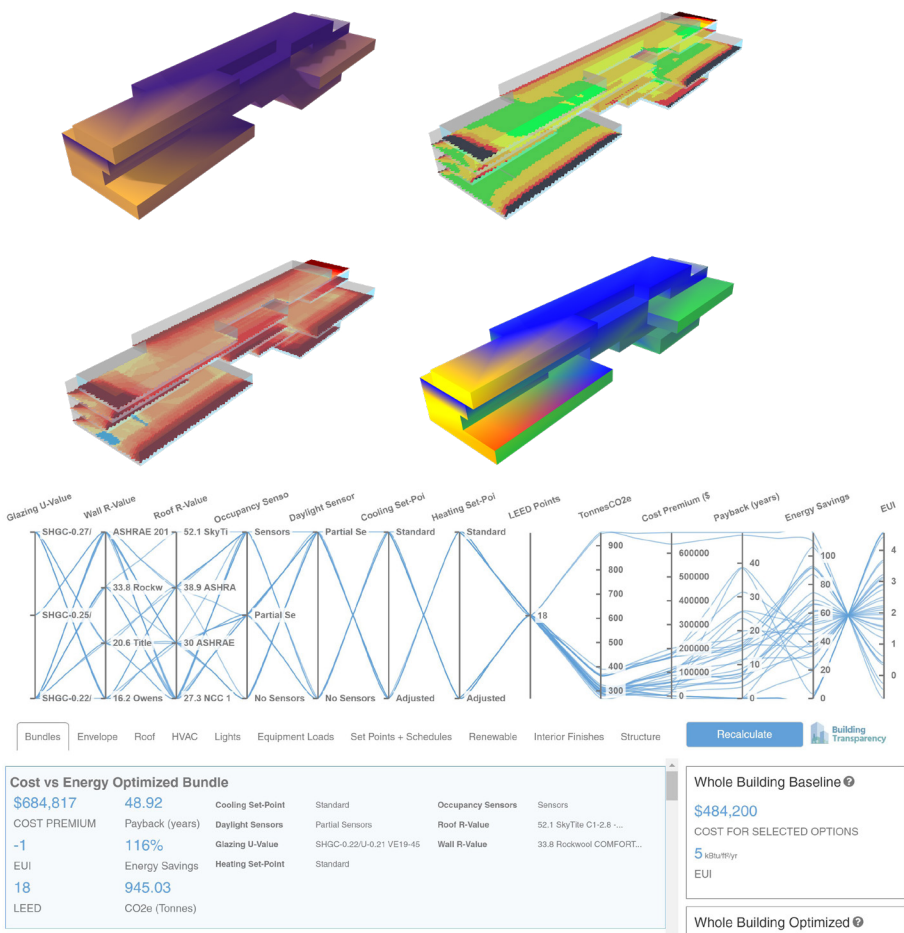 Glazing U-Value Wall R-Value Roof R-Value Occupancy Senso Daylight Sensor Cooling Set-Poi Heating Set-Poi LEED Points TonnesCO2e Cost Premium ($ Payback (years) Energy Savings EUI
SHGC-0.27/ ASHRAE 201 52.1 SkyTi Sensors Partial Se Standard Standard
900 600000 100 4
40
800 500000 80 3
33.8 Rockw 38.9 ASHRA
700 400000 30
SHGC-0.25/ Partial Se 18 600 300000 60 2
20
20.6 Title 30 ASHRAE
500 200000 40 1
400 100000 10 20 0
300 0
SHGC-0.22/ 16.2 Owens 27.3 NCC 1 No Sensors No Sensors Adjusted Adjusted 0 0
Bundles Envelope Roof HVAC Lights Equipment Loads Set Points + Schedules Renewable Interior Finishes Structure Recalculate Building
Transparency
Cost vs Energy Optimized Bundle
$684,817 48.92 Cooling Set-Point Standard Occupancy Sensors Sensors
COST PREMIUM Payback (years) Daylight Sensors Partial Sensors Roof R-Value 52.1 SkyTite C1-2.8 -...
-1 116% Glazing U-Value SHGC-0.22/U-0.21 VE19-45 Wall R-Value 33.8 Rockwool COMFORT...
EUI Energy Savings Heating Set-Point Standard
18 945.03
LEED CO2e (Tonnes)
Whole Building Baseline ?
$484,200
COST FOR SELECTED OPTIONS
5 kBtu/ft²/yr
EUI
Whole Building Optimized ?